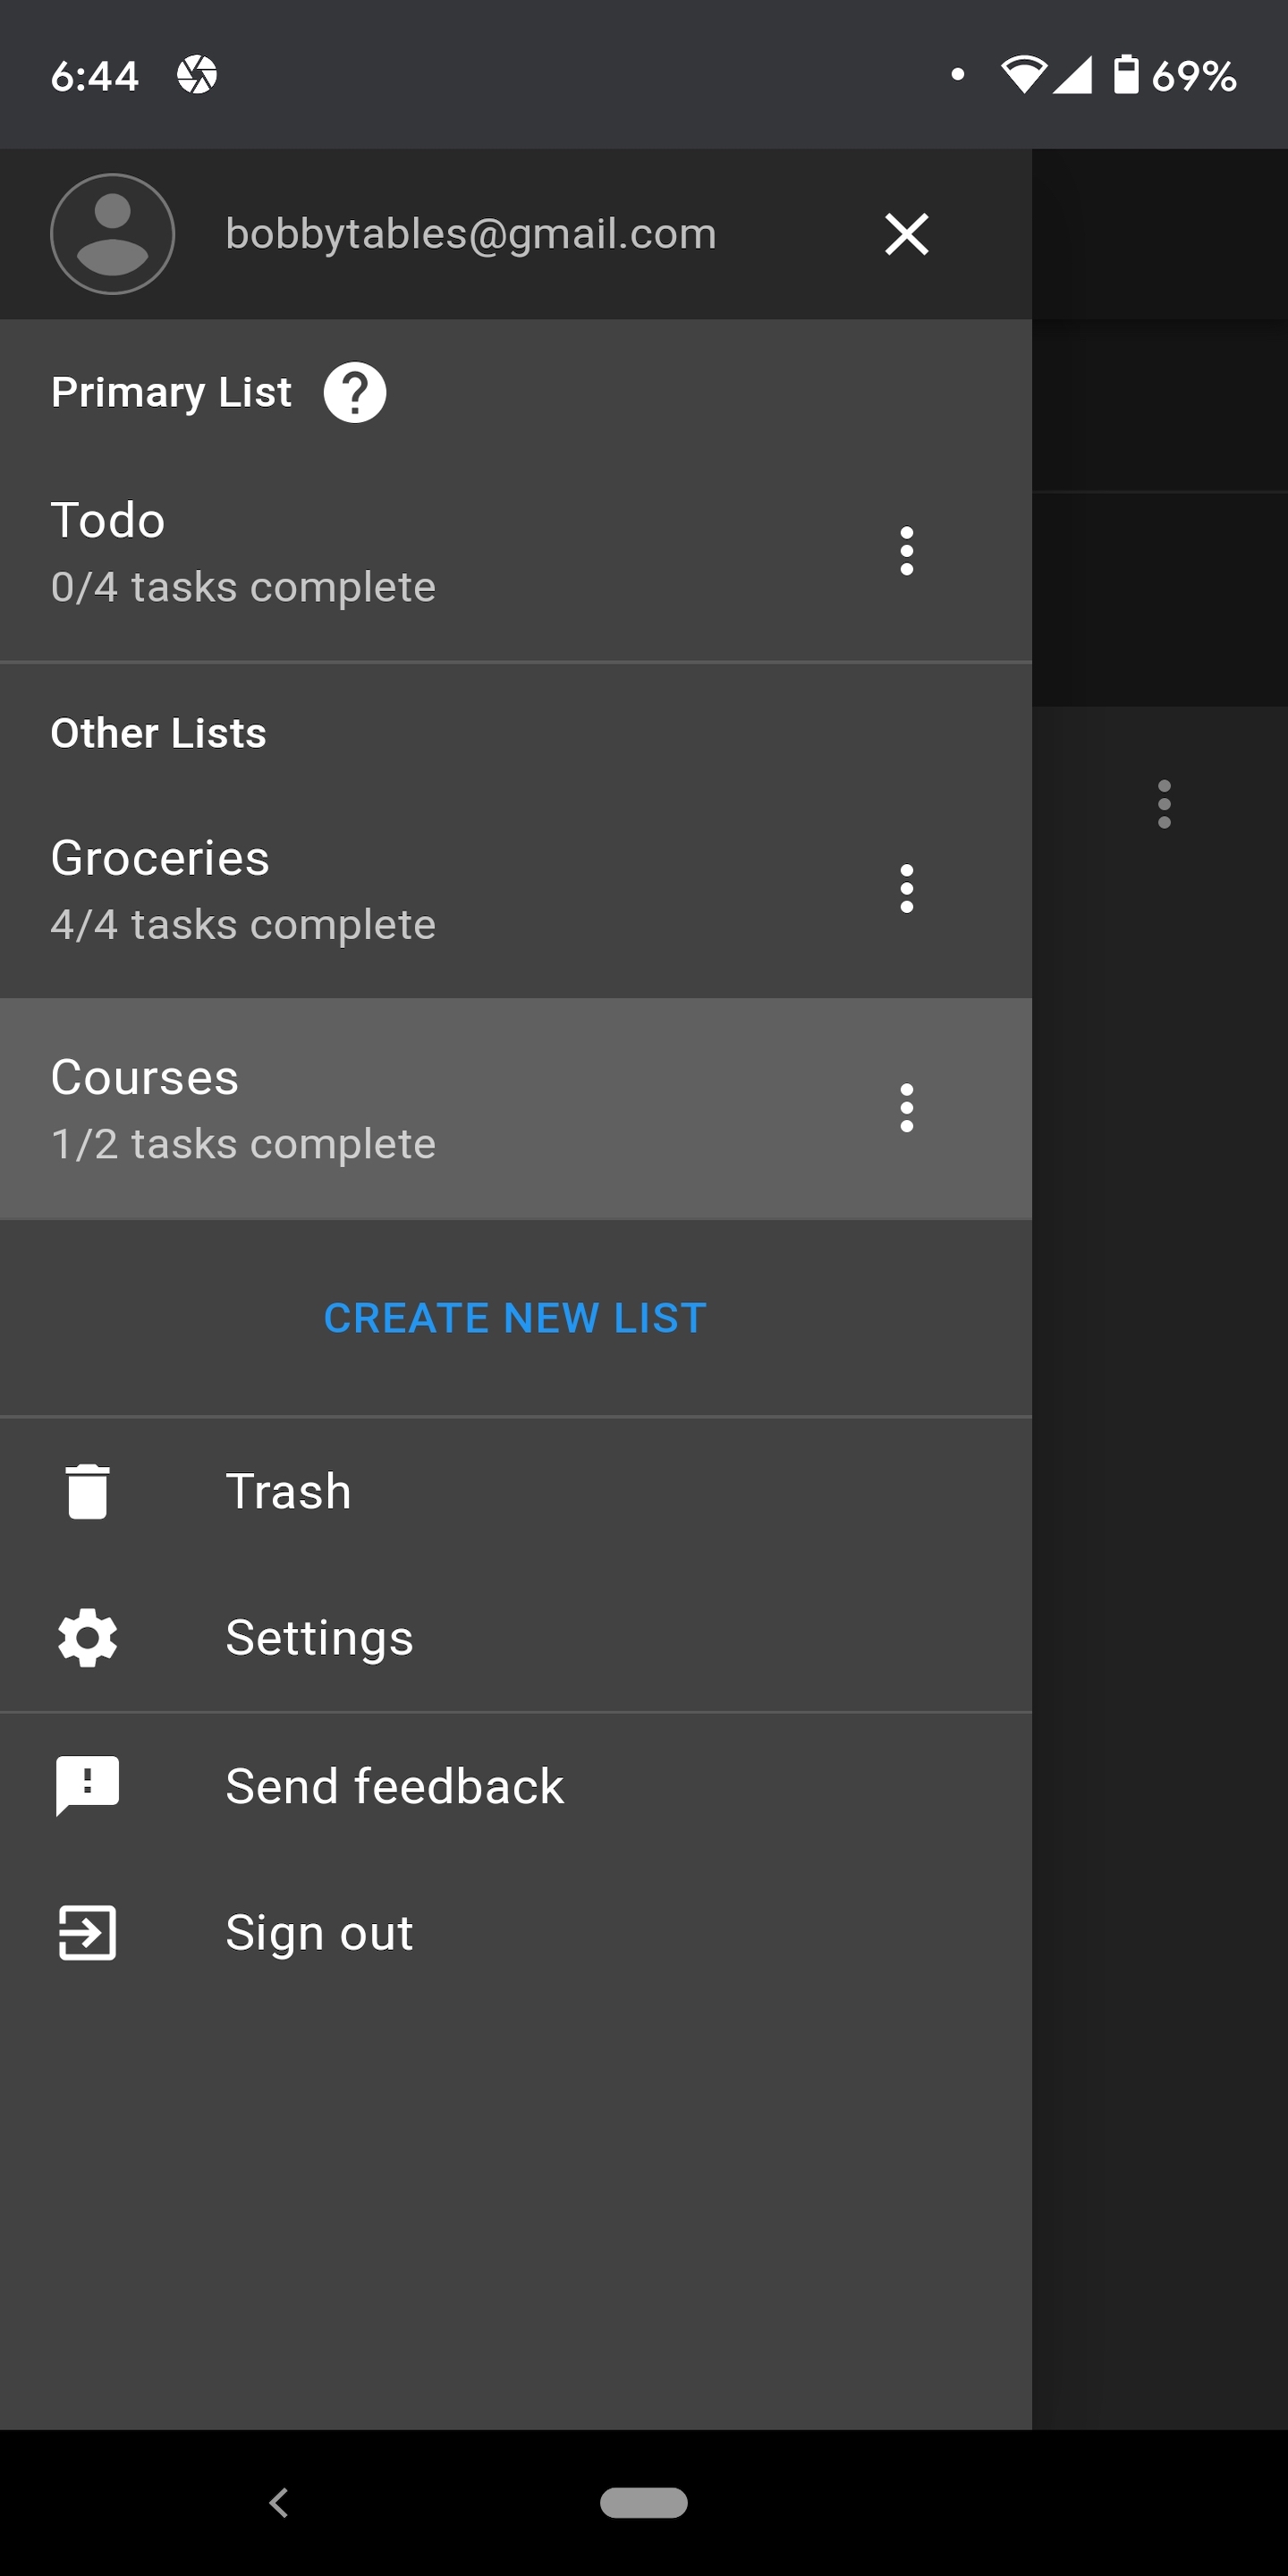 6:44
69%
bobbytables@gmail.com
Primary List
Todo
0/4 tasks complete
Other Lists
Groceries
4/4 tasks complete
Courses
1/2 tasks complete
CREATE NEW LIST
Trash
Settings
Send feedback
Sign out